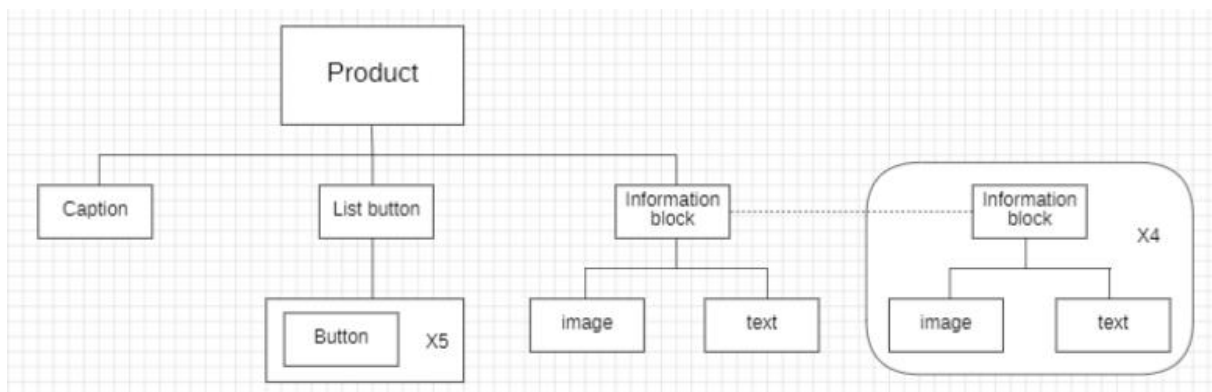 Product
Caption
List button
Information
block
Information
block
X4
Button
X5
image
text
image
text